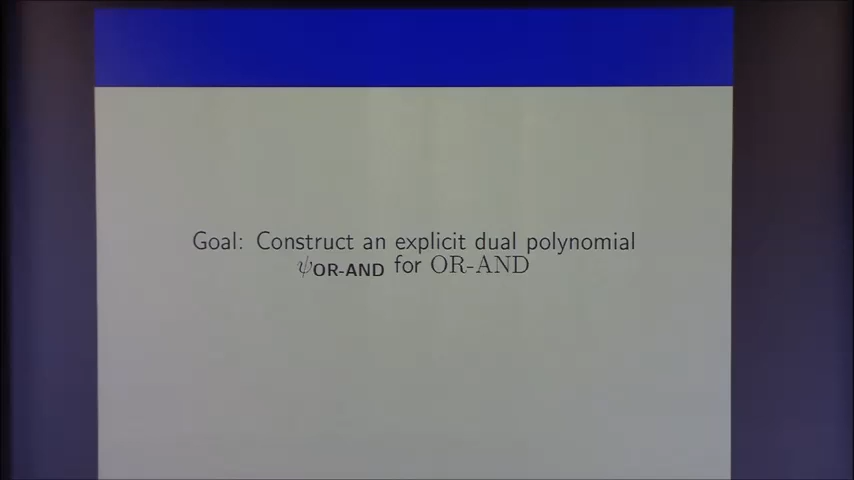 Goal: Construct an explicit dual polynomial
ψOR-AND for OR-AND